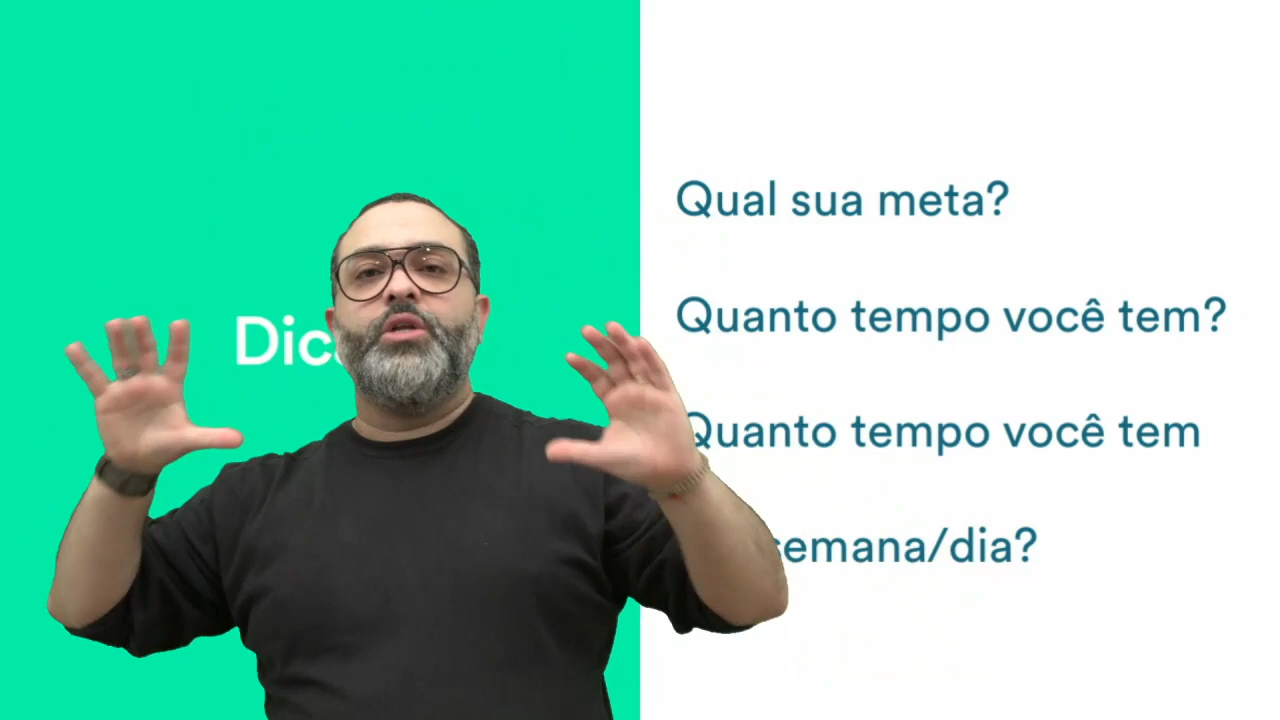 Qual sua meta?
Quanto tempo você tem?
Quanto tempo você tem
semana/dia?